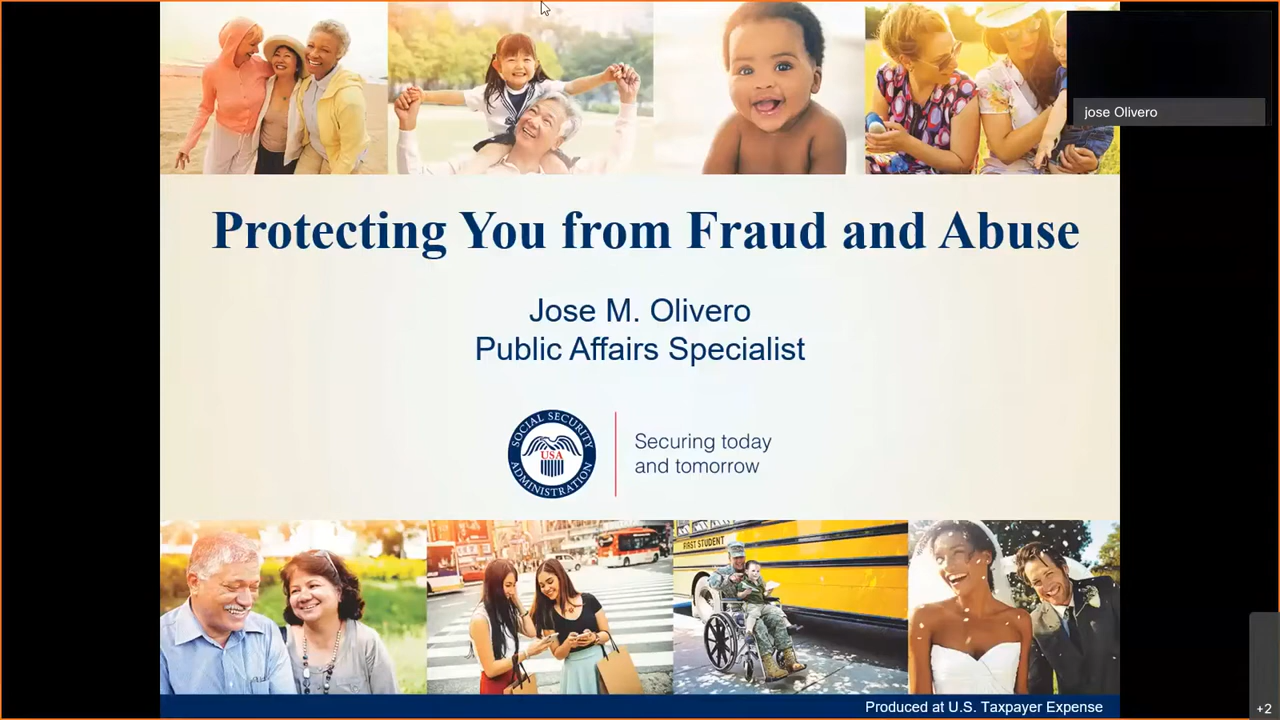 jose Olivero
Protecting You from Fraud and Abuse
Jose M. Olivero
Public Affairs Specialist
SOCIAL SECURITY
USA
ADMINISTRATION
Securing today
and tomorrow
FIRST STUDENT
Produced at U.S. Taxpayer Expense
+2